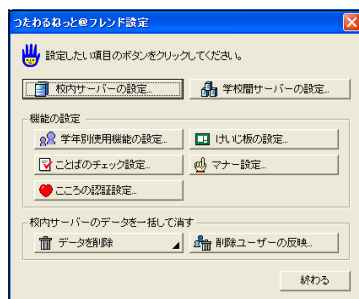 つたわるねっと@フレンド設定
設定したい項目のボタンをクリックしてください。
校内サーバーの設定... 学校間サーバーの設定...
機能の設定
学年別使用機能の設定... けいじ板の設定...
ことばのチェック設定... マナー設定...
こころの認証設定...
校内サーバーのデータを一括して消す
データを削除 削除ユーザーの反映...
終わる